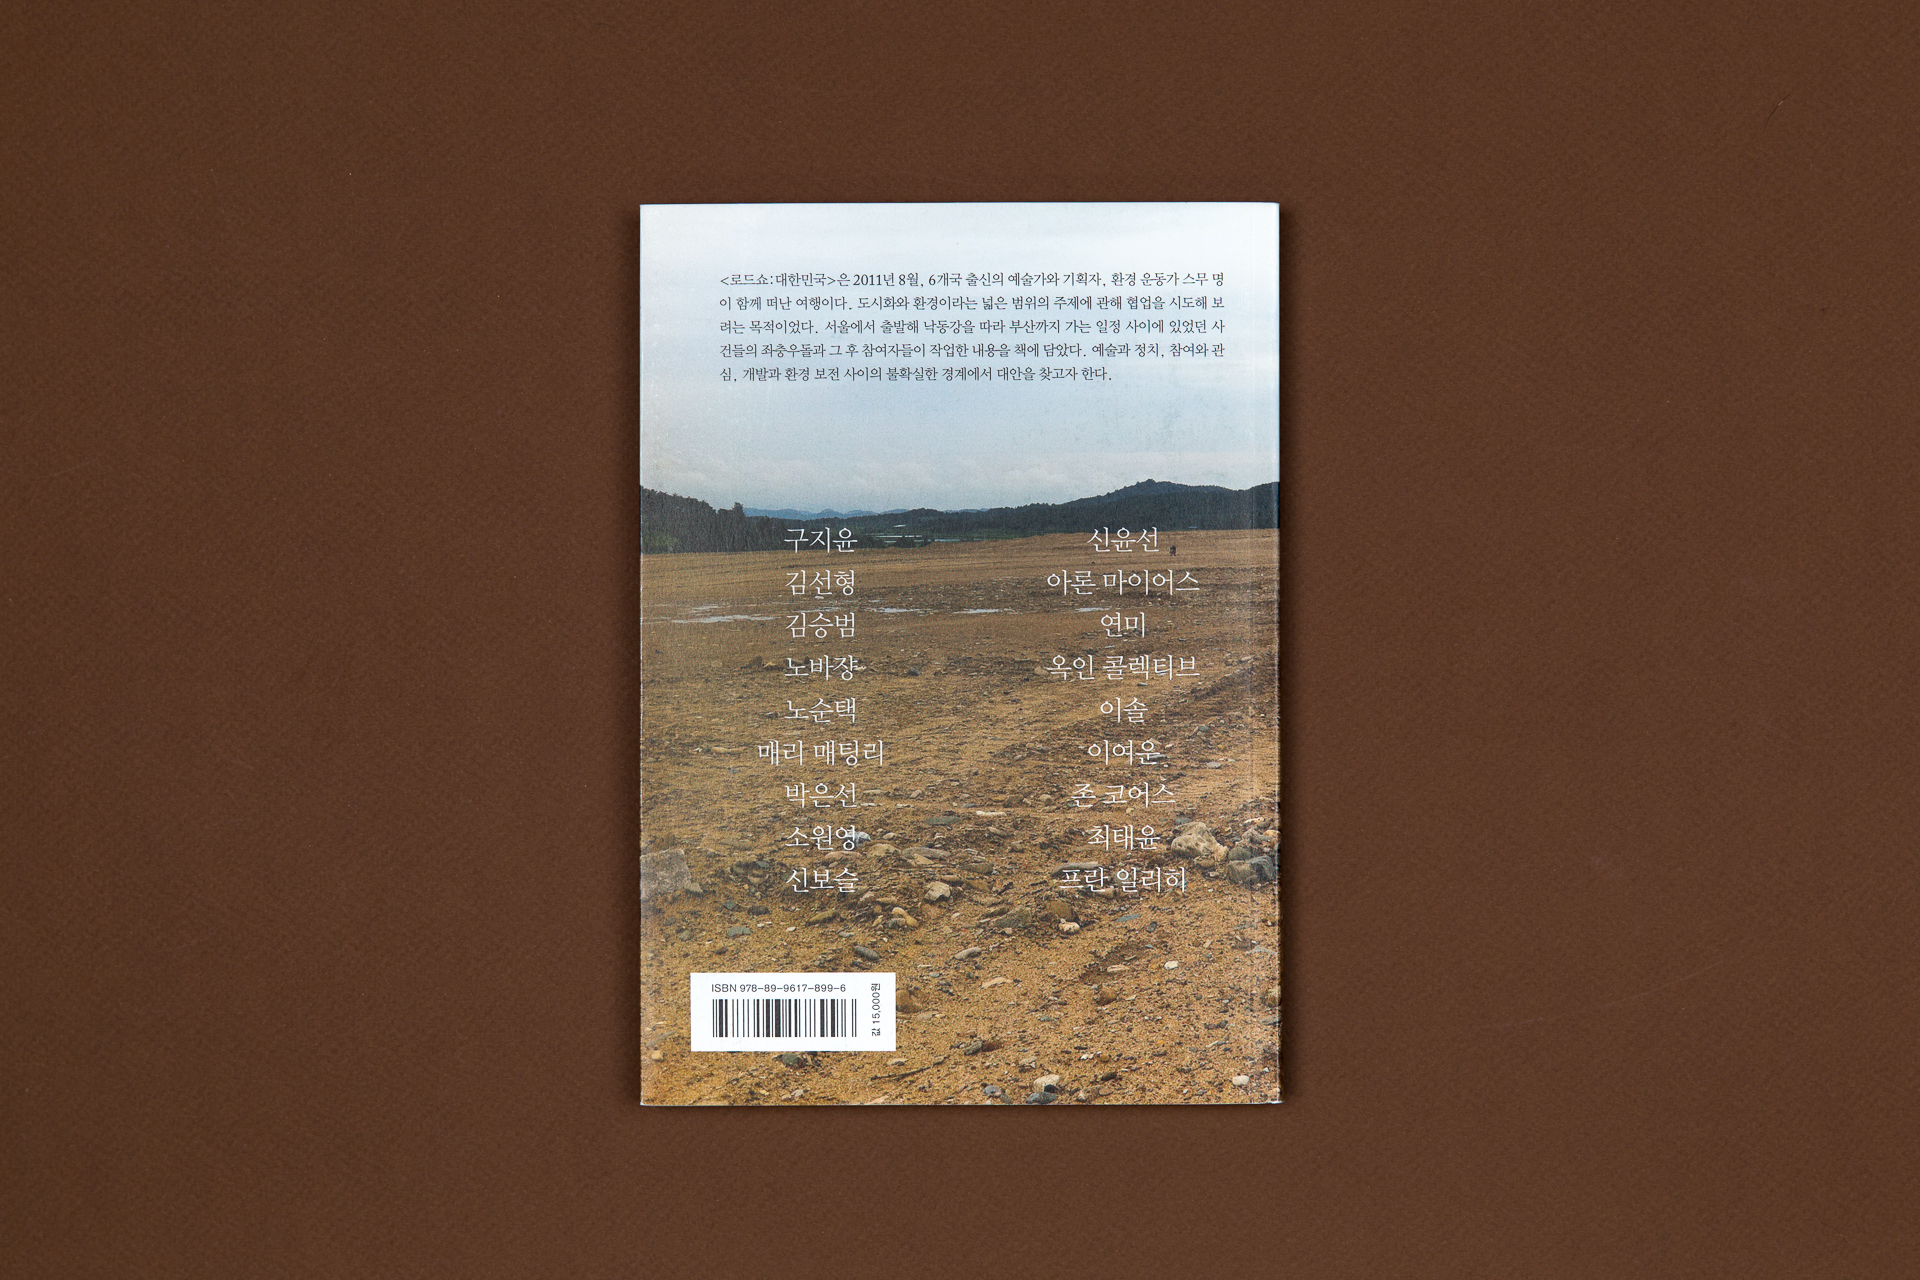 <로드쇼: 대한민국>은 2011년 8월, 6개국 출신의 예술가와 기획자, 환경 운동가 스무 명
이 함께 떠난 여행이다. 도시화와 환경이라는 넓은 범위의 주제에 관해 협업을 시도해 보
려는 목적이었다. 서울에서 출발해 낙동강을 따라 부산까지 가는 일정 사이에 있었던 사
건들의 좌충우돌과 그 후 참여자들이 작업한 내용을 책에 담았다. 예술과 정치, 참여와 관
심, 개발과 환경 보전 사이의 불확실한 경계에서 대안을 찾고자 한다.
구지윤
김선형
김승범
노바쟝
노순택
매리 매팅리
박은선
소원영
신보슬
신윤선
아론 마이어스
연미
옥인 콜렉티브
이솔
이여운
존 코어스
최태윤
프란 일리히
ISBN 978-89-9617-899-6
값 15,000원